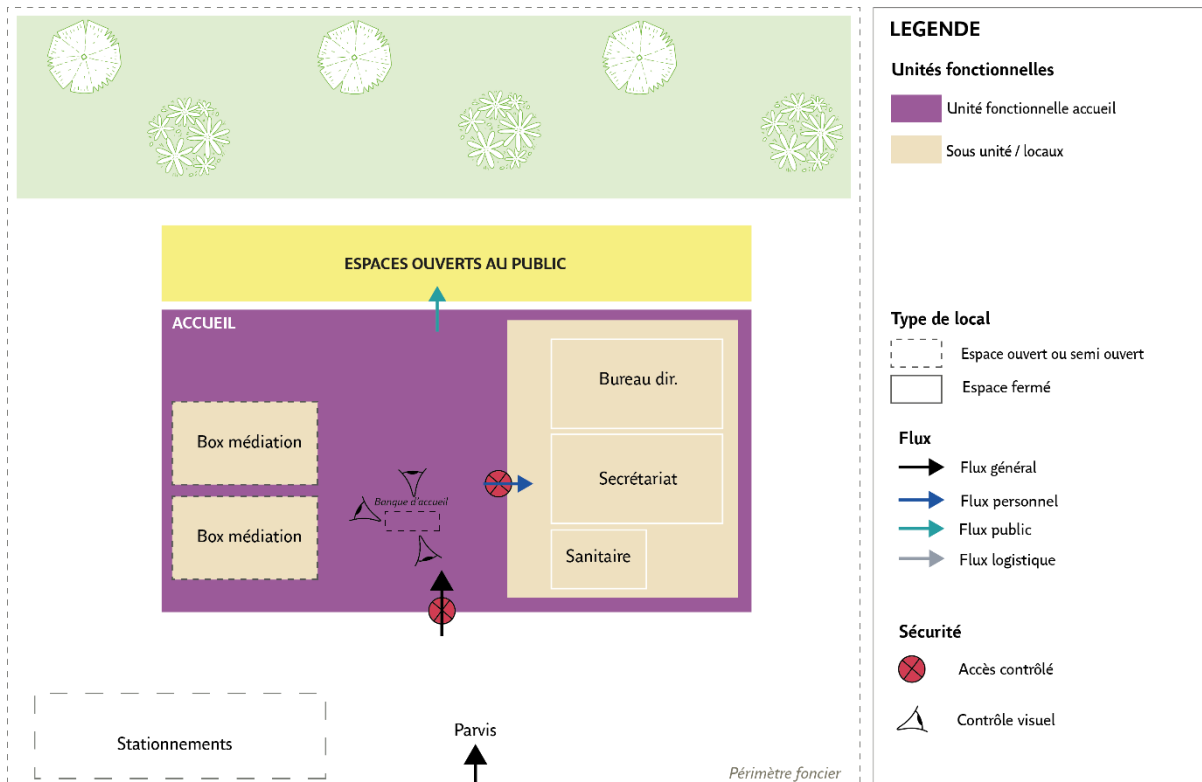 ESPACES OUVERTS AU PUBLIC
ACCUEIL
Bureau dir.
Box médiation
Secrétariat
Banque d'accueil
Box médiation
Sanitaire
Stationnements
Parvis
Périmètre foncier
LEGENDE
Unités fonctionnelles
Unité fonctionnelle accueil
Sous unité / locaux
Type de local
Espace ouvert ou semi ouvert
Espace fermé
Flux
Flux général
Flux personnel
Flux public
Flux logistique
Sécurité
Accès contrôlé
Contrôle visuel